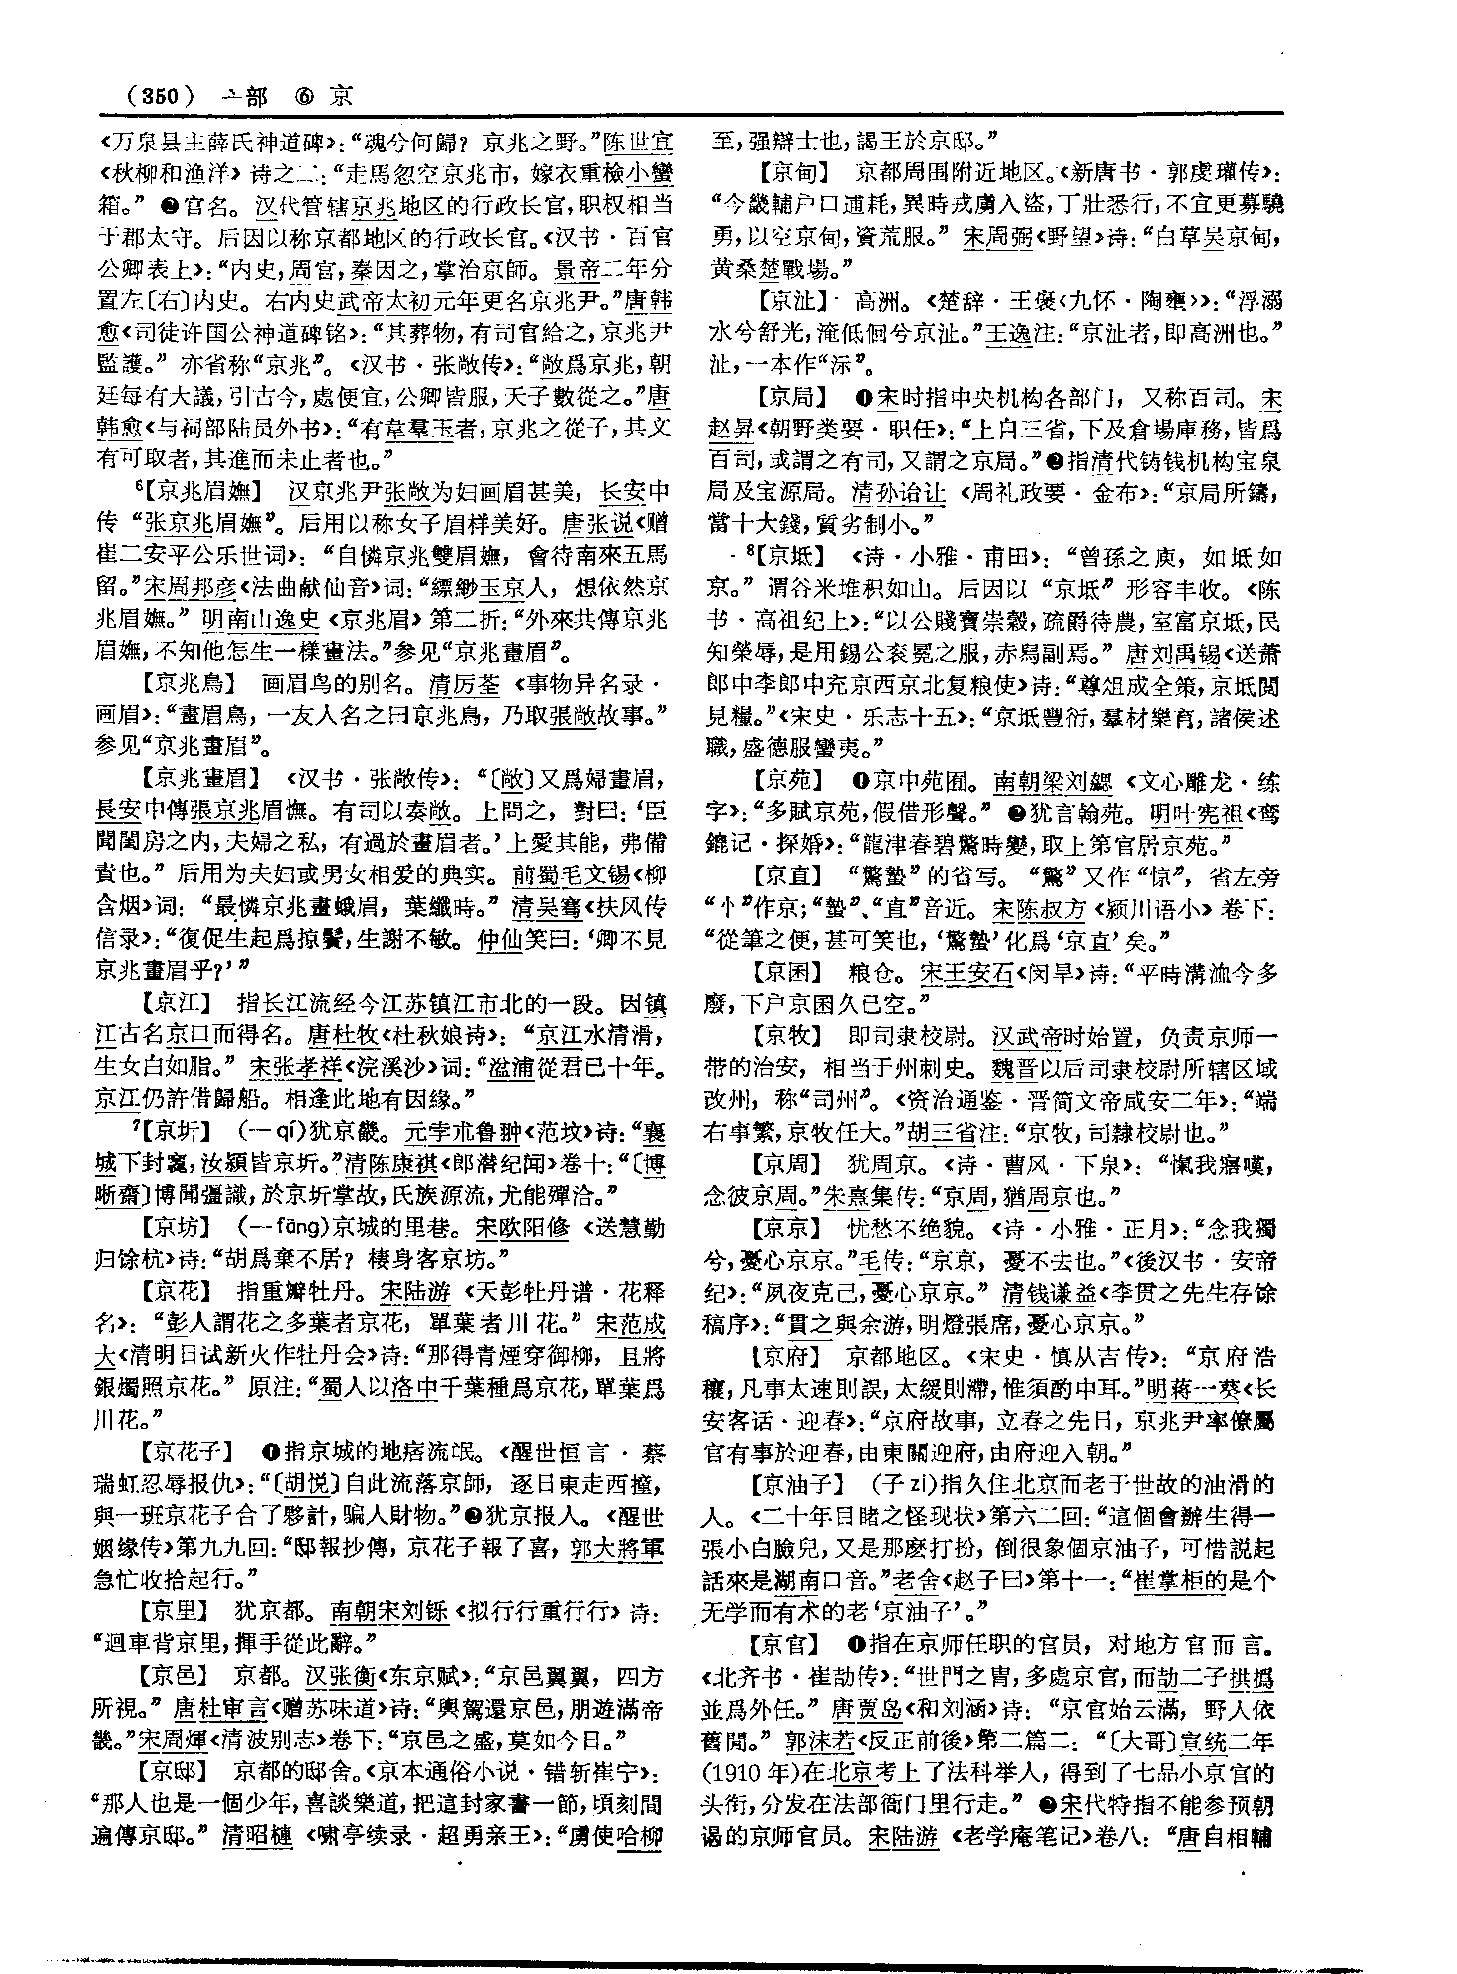 (350) 亠部 ⑥ 京
《万泉县主薛氏神道碑》：“魂兮何歸？京兆之野。”陈世宜
《秋柳和渔洋》诗之二：“走馬忽空京兆市，嫁衣重檢小蠻
箱。” ❷官名。汉代管辖京兆地区的行政长官，职权相当
于郡太守。后因以称京都地区的行政长官。《汉书·百官
公卿表上》：“内史，周官，秦因之，掌治京師。景帝二年分
置左〔右〕内史。右内史武帝太初元年更名京兆尹。”唐韩
愈《司徒许国公神道碑铭》：“其葬物，有司官給之，京兆尹
監護。”亦省称“京兆”。《汉书·张敞传》：“敞爲京兆，朝
廷每有大議，引古今，處便宜，公卿皆服，天子數從之。”唐
韩愈《与祠部陆员外书》：“有韋羣玉者，京兆之從子，其文
有可取者，其進而未止者也。”
⁶【京兆眉嫵】 汉京兆尹张敞为妇画眉甚美，长安中
传“张京兆眉嫵”。后用以称女子眉样美好。唐张说《赠
崔二安平公乐世词》：“自憐京兆雙眉嫵，會待南來五馬
留。”宋周邦彦《法曲献仙音》词：“縹緲玉京人，想依然京
兆眉嫵。”明南山逸史《京兆眉》第二折：“外來共傳京兆
眉嫵，不知他怎生一樣畫法。”参见“京兆畫眉”。
【京兆鳥】 画眉鸟的别名。清厉荃《事物异名录·
画眉》：“畫眉鳥，一友人名之曰京兆鳥，乃取張敞故事。”
参见“京兆畫眉”。
【京兆畫眉】 《汉书·张敞传》：“〔敞〕又爲婦畫眉，
長安中傳張京兆眉憮。有司以奏敞。上問之，對曰：‘臣
聞閨房之内，夫婦之私，有過於畫眉者。’上愛其能，弗備
責也。”后用为夫妇或男女相爱的典实。前蜀毛文锡《柳
含烟》词：“最憐京兆畫蛾眉，葉纖時。”清吴骞《扶风传
信录》：“復促生起爲掠鬢，生謝不敏。仲仙笑曰：‘卿不見
京兆畫眉乎？’”
【京江】 指长江流经今江苏镇江市北的一段。因镇
江古名京口而得名。唐杜牧《杜秋娘诗》：“京江水清滑，
生女白如脂。”宋张孝祥《浣溪沙》词：“湓浦從君已十年。
京江仍許借歸船。相逢此地有因緣。”
⁷【京圻】 (一qí)犹京畿。元孛朮鲁翀《范坟》诗：“襄
城下封窆，汝潁皆京圻。”清陈康祺《郎潜纪闻》卷十：“〔博
晰齋〕博聞彊識，於京圻掌故，氏族源流，尤能殫洽。”
【京坊】 (一fāng)京城的里巷。宋欧阳修《送慧勤
归馀杭》诗：“胡爲棄不居？棲身客京坊。”
【京花】 指重瓣牡丹。宋陆游《天彭牡丹谱·花释
名》：“彭人謂花之多葉者京花，單葉者川花。”宋范成
大《清明日试新火作牡丹会》诗：“那得青煙穿御柳，且將
銀燭照京花。”原注：“蜀人以洛中千葉種爲京花，單葉爲
川花。”
【京花子】 ❶指京城的地痞流氓。《醒世恒言·蔡
瑞虹忍辱报仇》：“〔胡悦〕自此流落京師，逐日東走西撞，
與一班京花子合了夥計，騙人財物。”❷犹京报人。《醒世
姻缘传》第九九回：“邸報抄傳，京花子報了喜，郭大將軍
急忙收拾起行。”
【京里】 犹京都。南朝宋刘铄《拟行行重行行》诗：
“迴車背京里，揮手從此辭。”
【京邑】 京都。汉张衡《东京赋》：“京邑翼翼，四方
所視。”唐杜审言《赠苏味道》诗：“輿駕還京邑，朋遊滿帝
畿。”宋周煇《清波别志》卷下：“京邑之盛，莫如今日。”
【京邸】 京都的邸舍。《京本通俗小说·错斩崔宁》：
“那人也是一個少年，喜談樂道，把這封家書一節，頃刻間
遍傳京邸。”清昭槤《啸亭续录·超勇亲王》：“虜使哈柳
至，强辯士也，謁王於京邸。”
【京甸】 京都周围附近地区。《新唐书·郭虔瓘传》：
“今畿輔户口逋耗，異時戎虜入盜，丁壯悉行，不宜更募驍
勇，以空京甸，資荒服。”宋周弼《野望》诗：“白草吴京甸，
黄桑楚戰場。”
【京沚】 高洲。《楚辞·王褒〈九怀·陶壅〉》：“浮溺
水兮舒光，淹低佪兮京沚。”王逸注：“京沚者，即高洲也。”
沚，一本作“沶”。
【京局】 ❶宋时指中央机构各部门，又称百司。宋
赵昇《朝野类要·职任》：“上自三省，下及倉場庫務，皆爲
百司，或謂之有司，又謂之京局。”❷指清代铸钱机构宝泉
局及宝源局。清孙诒让《周礼政要·金布》：“京局所鑄，
當十大錢，質劣制小。”
⁸【京坻】 《诗·小雅·甫田》：“曾孫之庾，如坻如
京。”谓谷米堆积如山。后因以“京坻”形容丰收。《陈
书·高祖纪上》：“以公賤寶崇穀，疏爵待農，室富京坻，民
知榮辱，是用錫公衮冕之服，赤舄副焉。”唐刘禹锡《送萧
郎中李郎中充京西京北复粮使》诗：“尊俎成全策，京坻閲
見糧。”《宋史·乐志十五》：“京坻豐衍，羣材樂育，諸侯述
職，盛德服蠻夷。”
【京苑】 ❶京中苑囿。南朝梁刘勰《文心雕龙·练
字》：“多賦京苑，假借形聲。”❷犹言翰苑。明叶宪祖《鸾
鎞记·探婚》：“龍津春碧驚時變，取上第官居京苑。”
【京直】 “驚蟄”的省写。“驚”又作“惊”，省左旁
“忄”作京；“蟄”、“直”音近。宋陈叔方《颍川语小》卷下：
“從筆之便，甚可笑也，‘驚蟄’化爲‘京直’矣。”
【京囷】 粮仓。宋王安石《闵旱》诗：“平時溝洫今多
廢，下户京囷久已空。”
【京牧】 即司隶校尉。汉武帝时始置，负责京师一
带的治安，相当于州刺史。魏晋以后司隶校尉所辖区域
改州，称“司州”。《资治通鉴·晋简文帝咸安二年》：“端
右事繁，京牧任大。”胡三省注：“京牧，司隸校尉也。”
【京周】 犹周京。《诗·曹风·下泉》：“愾我寤嘆，
念彼京周。”朱熹集传：“京周，猶周京也。”
【京京】 忧愁不绝貌。《诗·小雅·正月》：“念我獨
兮，憂心京京。”毛传：“京京，憂不去也。”《後汉书·安帝
纪》：“夙夜克己，憂心京京。”清钱谦益《李贯之先生存馀
稿序》：“貫之與余游，明燈張席，憂心京京。”
【京府】 京都地区。《宋史·慎从吉传》：“京府浩
穰，凡事太速則誤，太緩則滯，惟須酌中耳。”明蒋一葵《长
安客话·迎春》：“京府故事，立春之先日，京兆尹率僚屬
官有事於迎春，由東關迎府，由府迎入朝。”
【京油子】 (子zi)指久住北京而老于世故的油滑的
人。《二十年目睹之怪现状》第六二回：“這個會辦生得一
張小白臉兒，又是那麽打扮，倒很象個京油子，可惜説起
話來是湖南口音。”老舍《赵子曰》第十一：“崔掌柜的是个
无学而有术的老‘京油子’。”
【京官】 ❶指在京师任职的官员，对地方官而言。
《北齐书·崔劼传》：“世門之胄，多處京官，而劼二子拱撝
並爲外任。”唐贾岛《和刘涵》诗：“京官始云滿，野人依
舊閒。”郭沫若《反正前後》第二篇二：“〔大哥〕宣统二年
(1910年)在北京考上了法科举人，得到了七品小京官的
头衔，分发在法部衙门里行走。”❷宋代特指不能参预朝
谒的京师官员。宋陆游《老学庵笔记》卷八：“唐自相輔